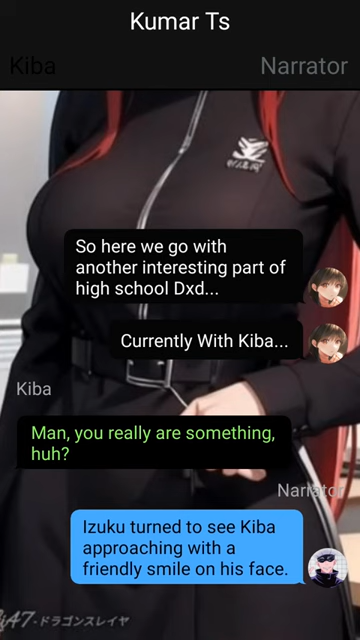 Kumar Ts
Kiba
Narrator
So here we go with
another interesting part of
high school Dxd...
Currently With Kiba...
Kiba
Man, you really are something,
huh?
Narrator
Izuku turned to see Kiba
approaching with a
friendly smile on his face.
ドラゴンスレイヤ